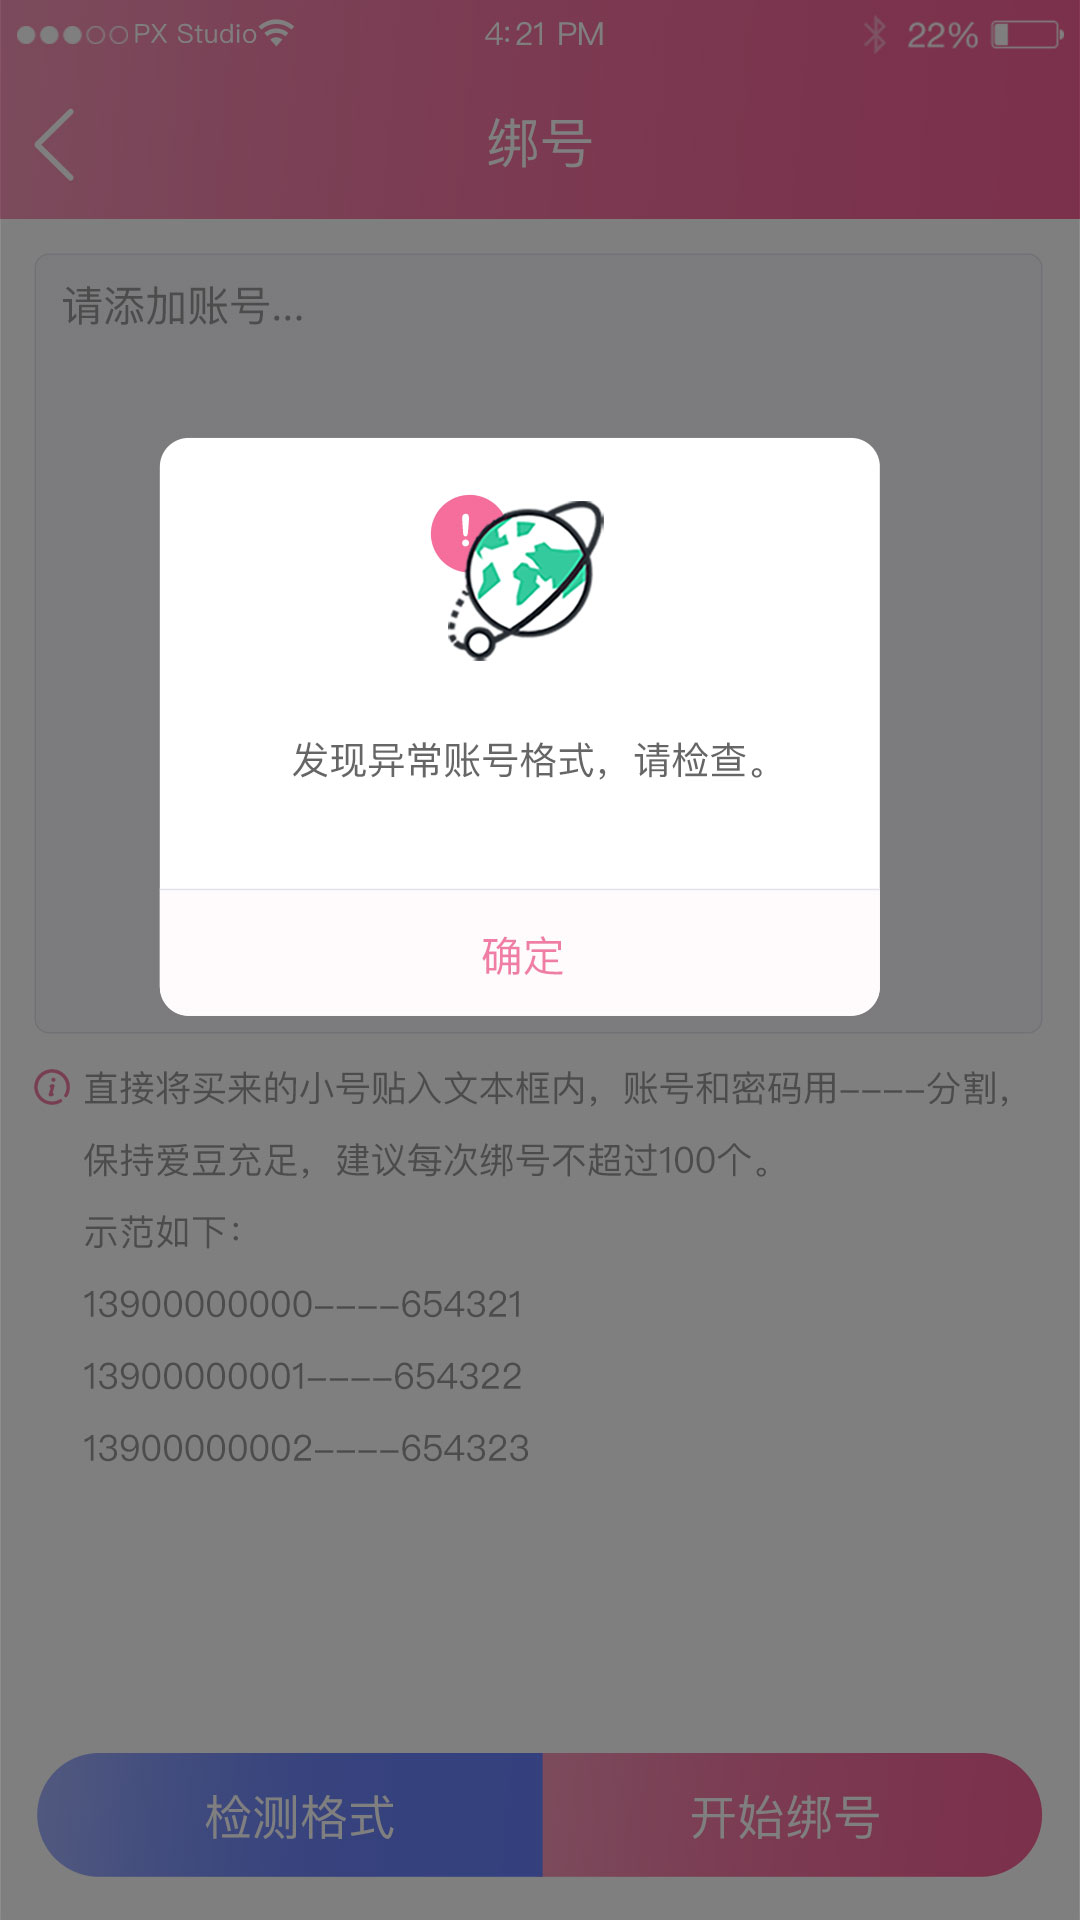 PX Studio 4:21 PM 22%
绑号
请添加账号...
!
发现异常账号格式，请检查。
确定
直接将买来的小号贴入文本框内，账号和密码用----分割，
保持爱豆充足，建议每次绑号不超过100个。
示范如下：
13900000000----654321
13900000001----654322
13900000002----654323
检测格式 开始绑号